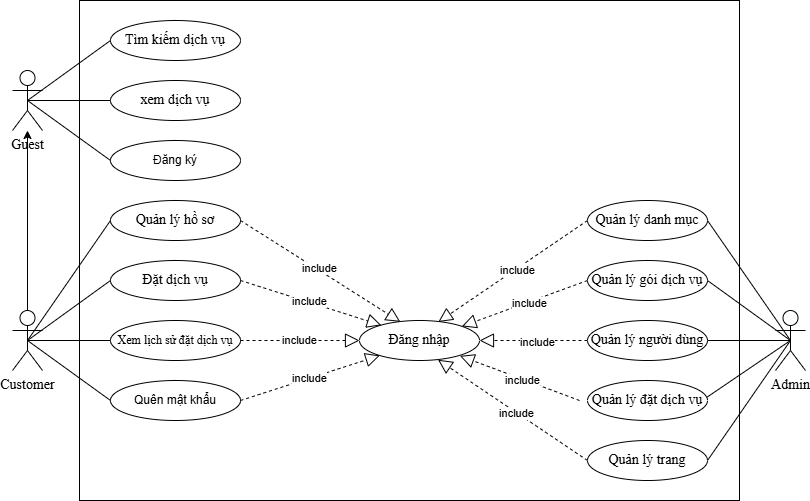 Tìm kiếm dịch vụ
xem dịch vụ
Guest
Đăng ký
Quản lý hồ sơ
Quản lý danh mục
include
include
Đặt dịch vụ
Quản lý gói dịch vụ
include
include
Xem lịch sử đặt dịch vụ
include
Đăng nhập
include
Quản lý người dùng
Customer
Admin
include
include
Quên mật khẩu
Quản lý đặt dịch vụ
include
Quản lý trang